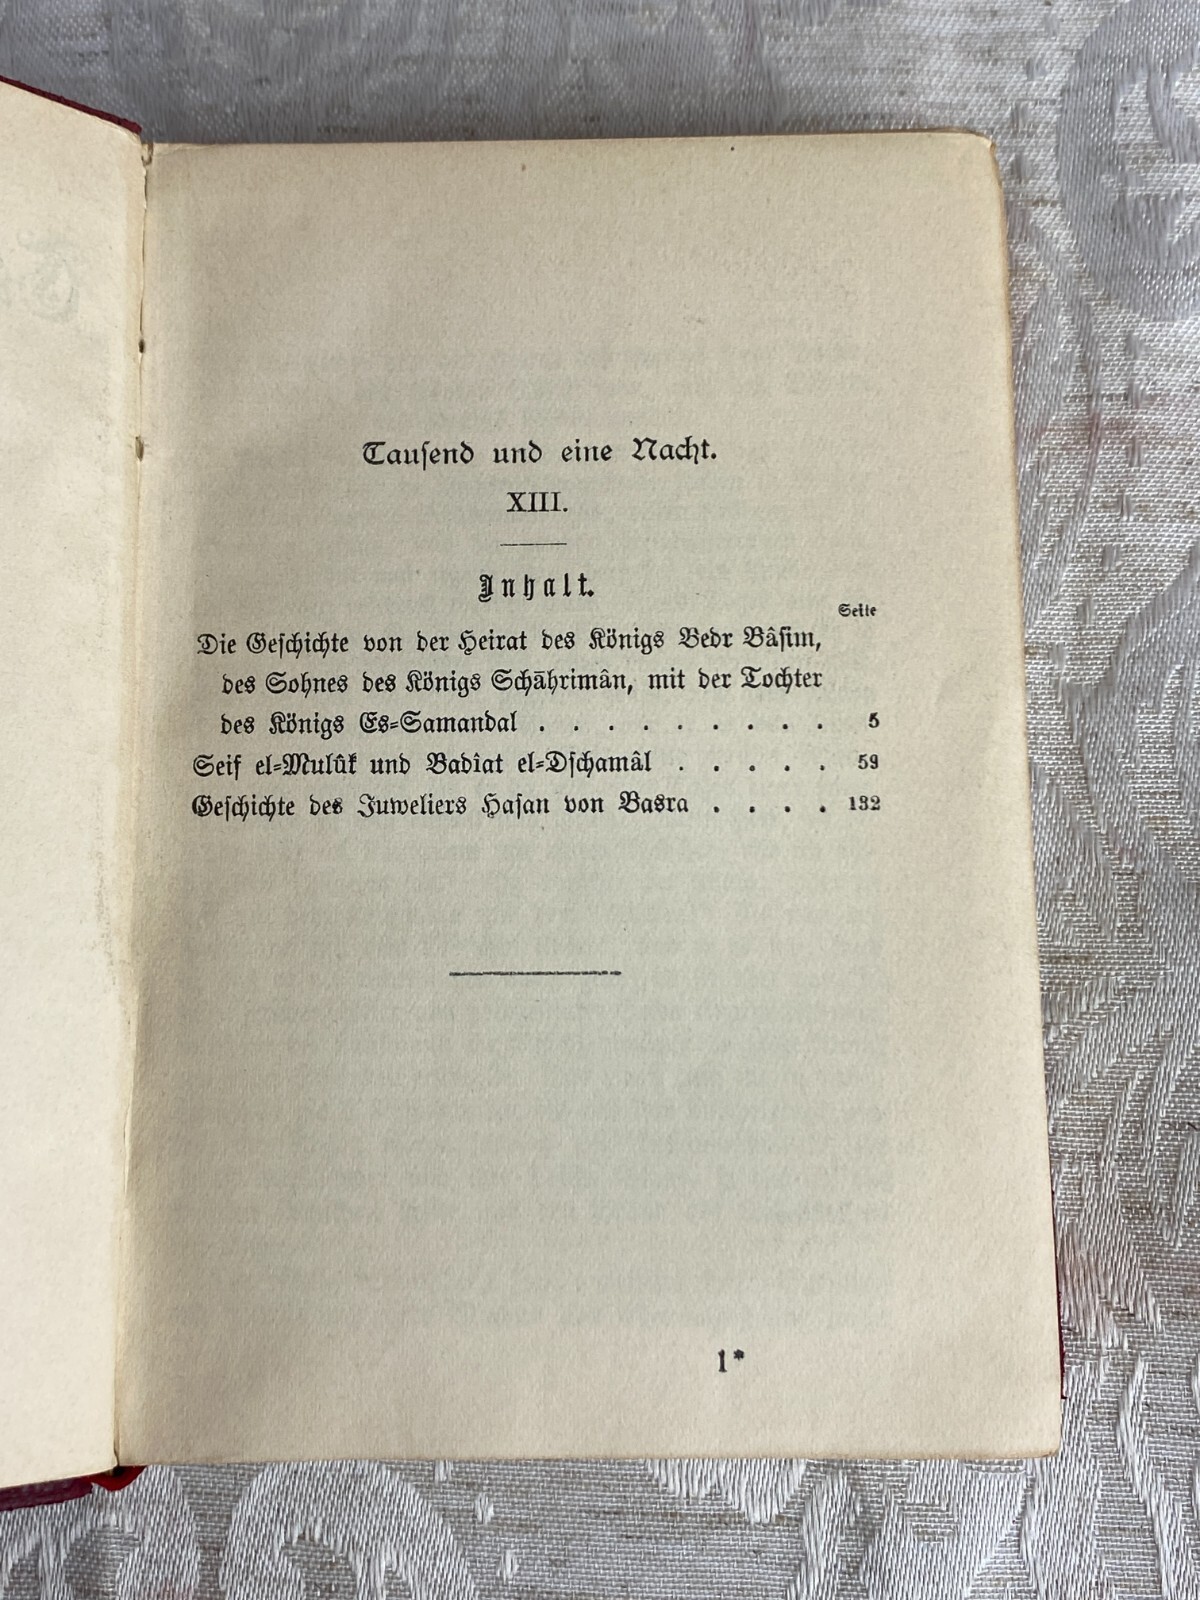 Tausend und eine Nacht.
XIII.
Inhalt.
Seite
Die Geschichte von der Heirat des Königs Bedr Bâsim,
des Sohnes des Königs Schāhrimân, mit der Tochter
des Königs Es-Samandal . . . . . . . . . 5
Seif el-Mulûk und Badîat el-Dschamâl . . . . . 59
Geschichte des Juweliers Hasan von Basra . . . . 132
1*